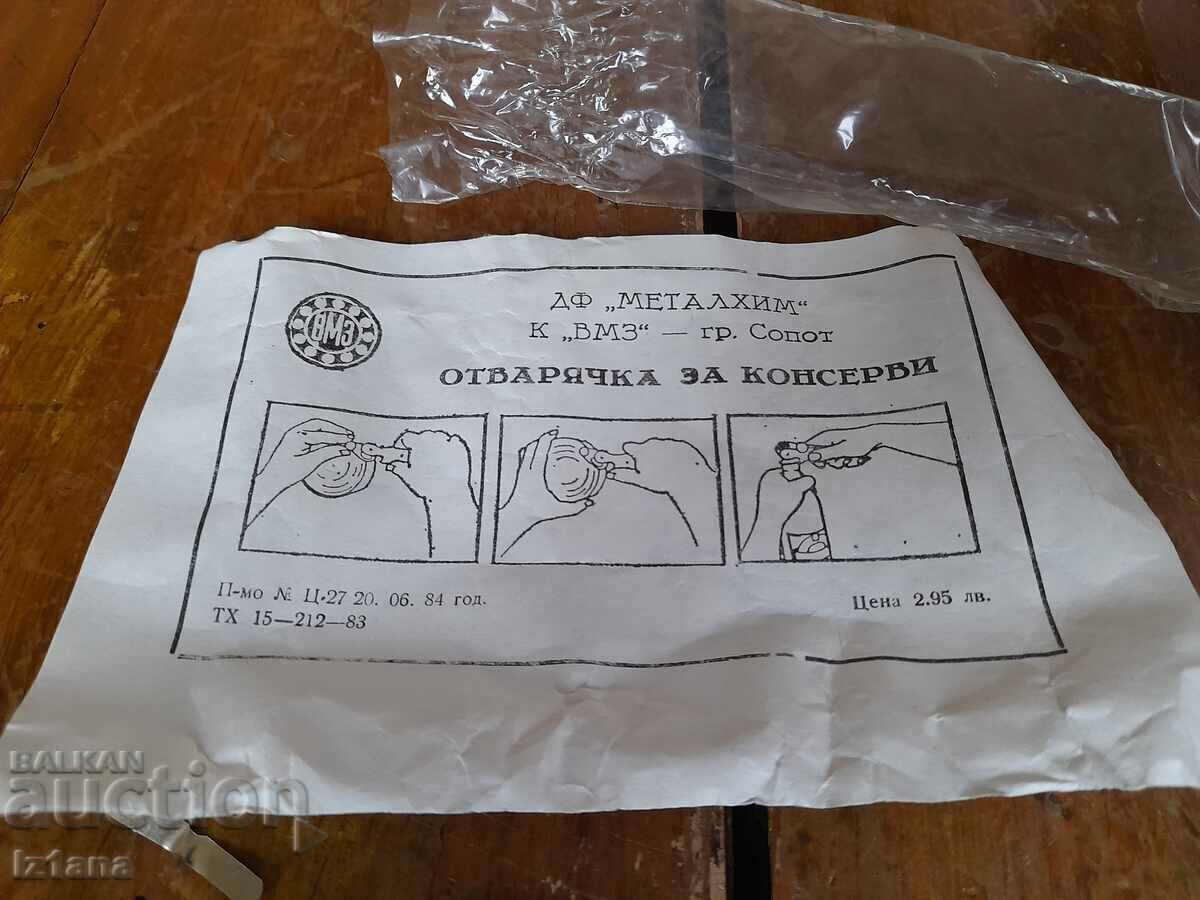 ВМЗ
ДФ „МЕТАЛХИМ“
К „ВМЗ“ — гр. Сопот
ОТВАРЯЧКА ЗА КОНСЕРВИ
П-мо № Ц-27 20. 06. 84 год.
ТХ 15—212—83
Цена 2.95 лв.
BALKAN
auction
iz1ana